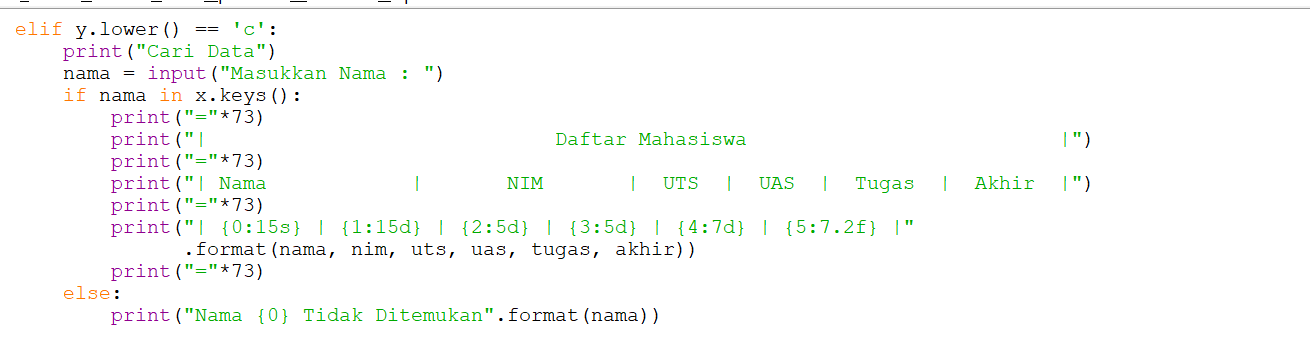 elif y.lower() == 'c':
    print("Cari Data")
    nama = input("Masukkan Nama : ")
    if nama in x.keys():
        print("="*73)
        print("|                             Daftar Mahasiswa                          |")
        print("="*73)
        print("| Nama            |       NIM       |  UTS  |  UAS  |  Tugas  |  Akhir  |")
        print("="*73)
        print("| {0:15s} | {1:15d} | {2:5d} | {3:5d} | {4:7d} | {5:7.2f} |"
              .format(nama, nim, uts, uas, tugas, akhir))
        print("="*73)
    else:
        print("Nama {0} Tidak Ditemukan".format(nama))